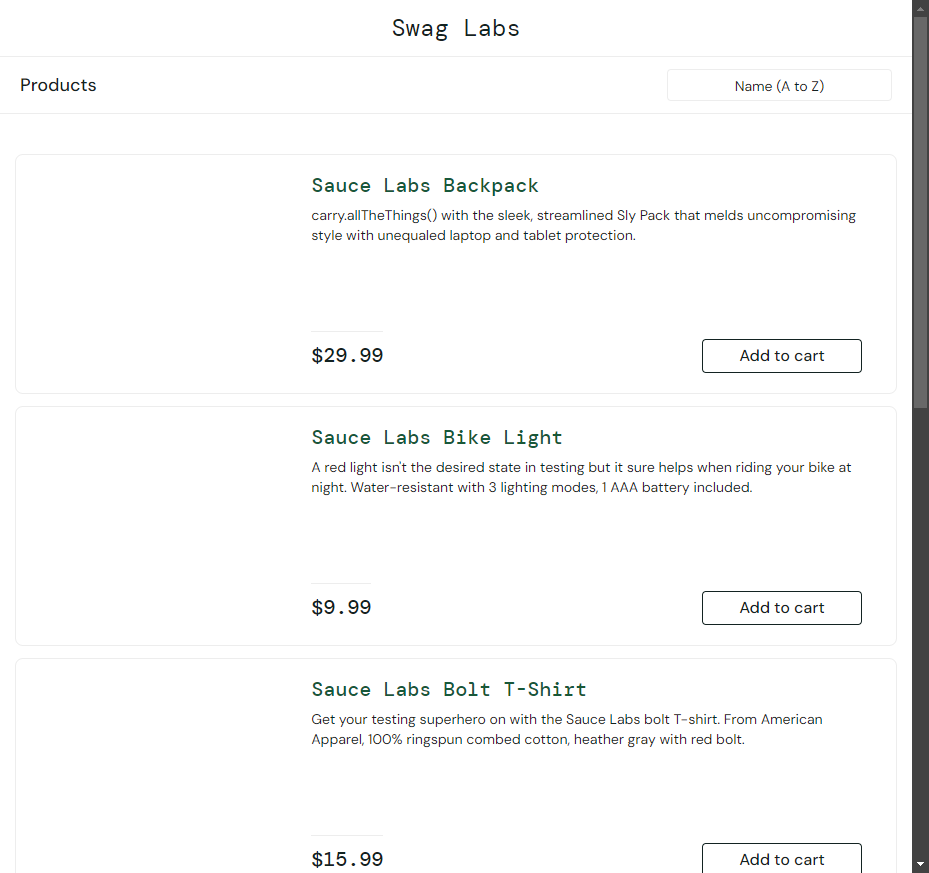 Swag Labs
Products
Name (A to Z)
Sauce Labs Backpack
carry.allTheThings() with the sleek, streamlined Sly Pack that melds uncompromising
style with unequaled laptop and tablet protection.
$29.99
Add to cart
Sauce Labs Bike Light
A red light isn't the desired state in testing but it sure helps when riding your bike at
night. Water-resistant with 3 lighting modes, 1 AAA battery included.
$9.99
Add to cart
Sauce Labs Bolt T-Shirt
Get your testing superhero on with the Sauce Labs bolt T-shirt. From American
Apparel, 100% ringspun combed cotton, heather gray with red bolt.
$15.99
Add to cart